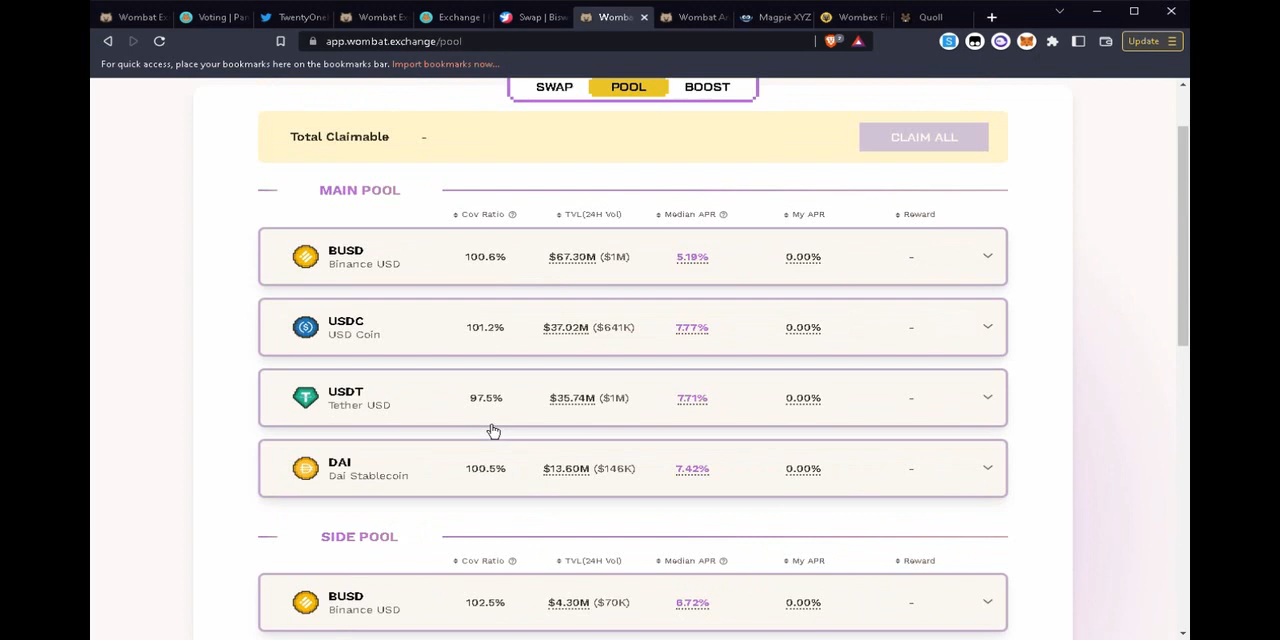 Wombat Ex
Voting | Pan
TwentyOne
Wombat Ex
Exchange |
Swap | Bisw
Womba
Wombat Ar
Magpie XYZ
Wombex Fi
Quoll
app.wombat.exchange/pool
Update
For quick access, place your bookmarks here on the bookmarks bar. Import bookmarks now...
SWAP POOL BOOST
Total Claimable - CLAIM ALL
MAIN POOL
Cov Ratio TVL(24H Vol) Median APR My APR Reward
BUSD
Binance USD
100.6% $67.30M ($1M) 5.19% 0.00% -
USDC
USD Coin
101.2% $37.02M ($641K) 7.77% 0.00% -
USDT
Tether USD
97.5% $35.74M ($1M) 7.71% 0.00% -
DAI
Dai Stablecoin
100.5% $13.60M ($146K) 7.42% 0.00% -
SIDE POOL
Cov Ratio TVL(24H Vol) Median APR My APR Reward
BUSD
Binance USD
102.5% $4.30M ($70K) 8.72% 0.00% -